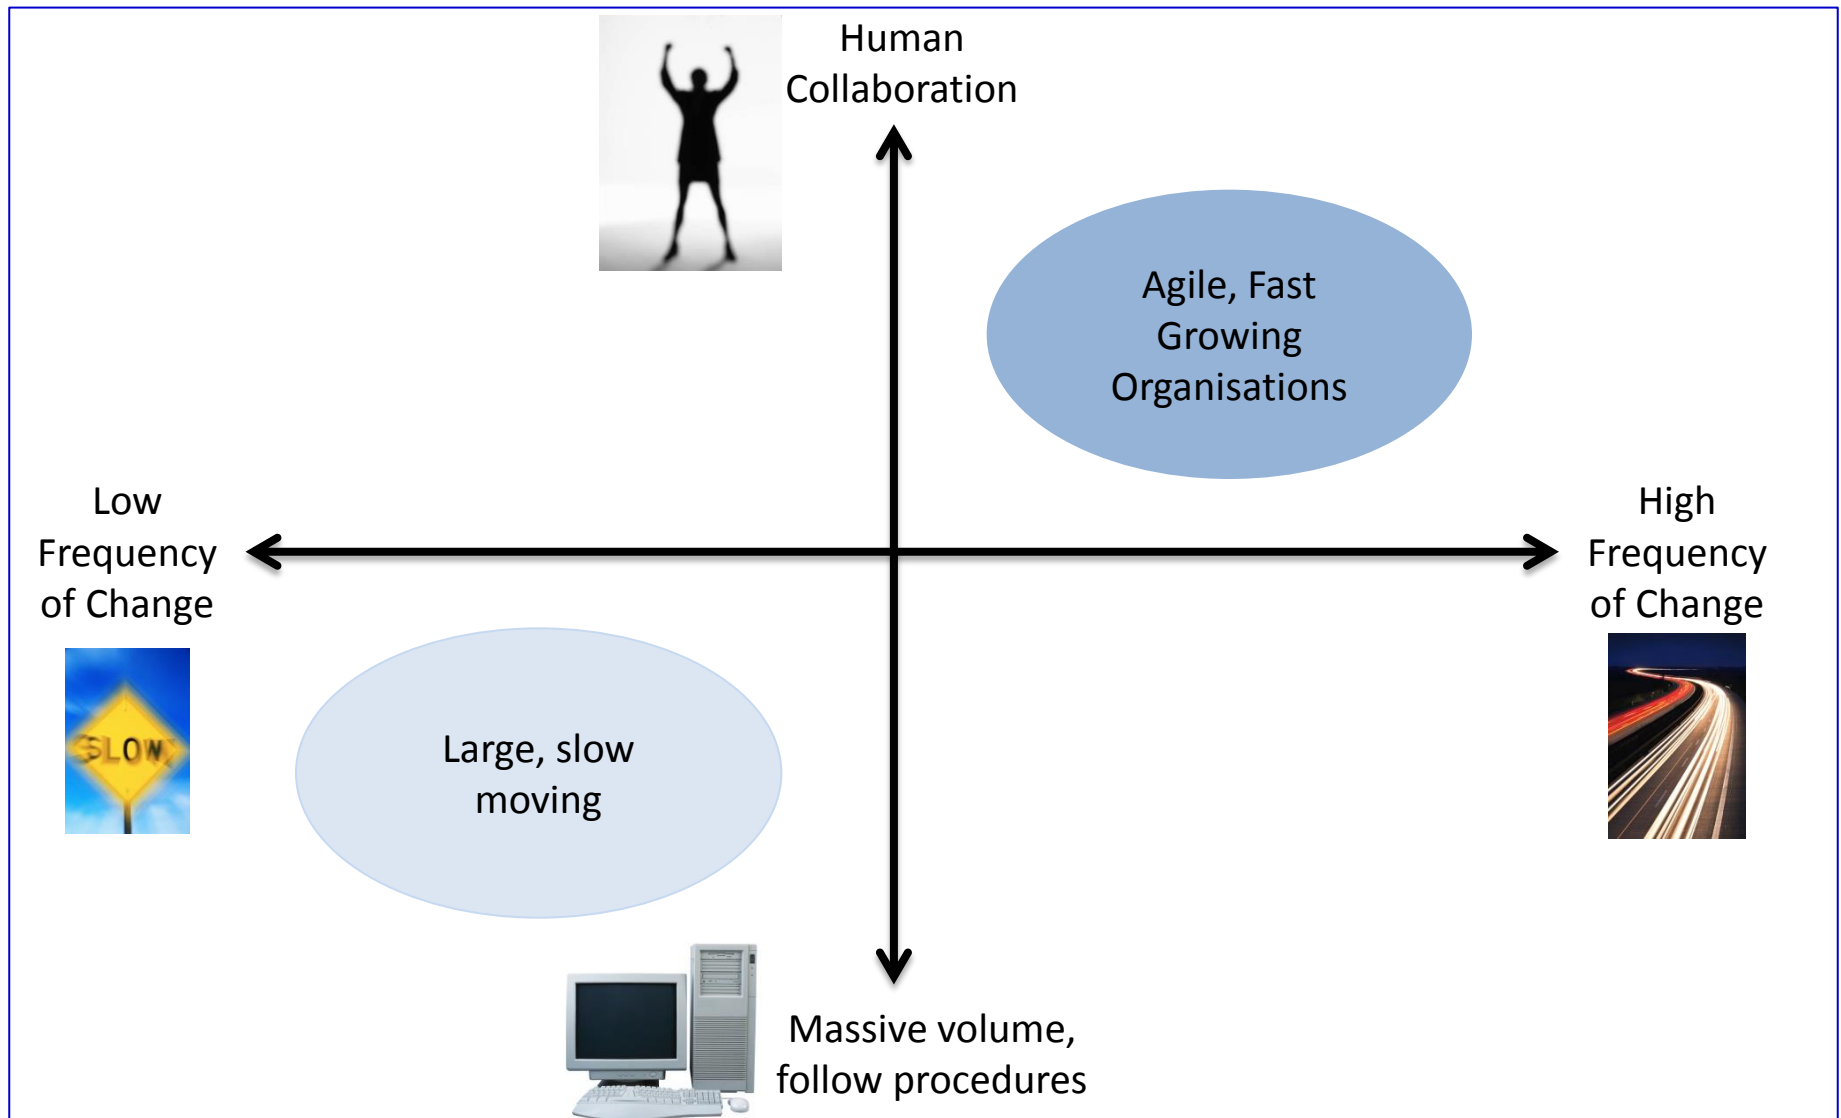 Human
Collaboration
Agile, Fast
Growing
Organisations
Low
Frequency
of Change
High
Frequency
of Change
SLOW
Large, slow
moving
Massive volume,
follow procedures